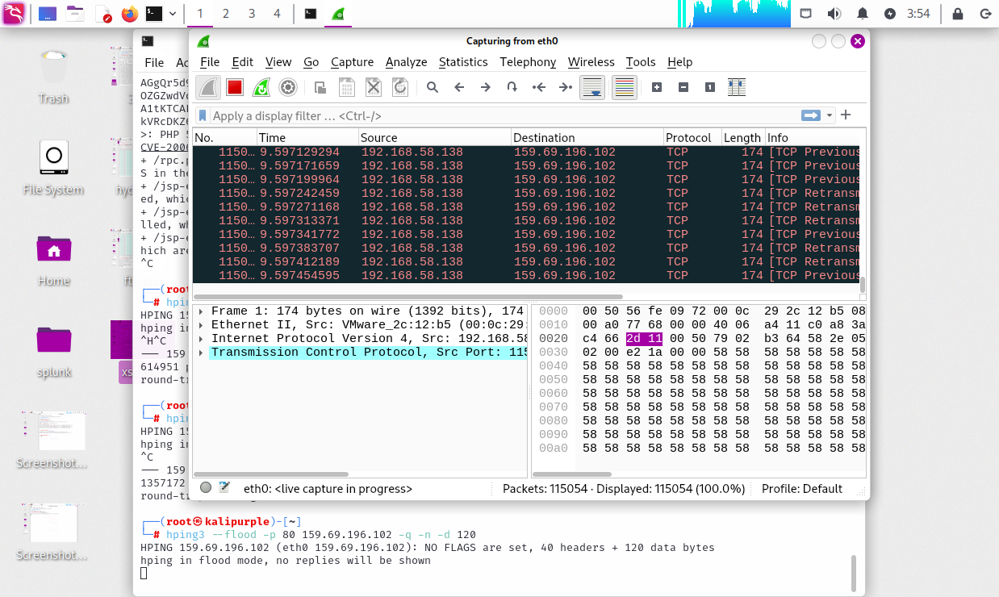 1 2 3 4 3:54
Capturing from eth0
File Edit View Go Capture Analyze Statistics Telephony Wireless Tools Help
Apply a display filter … <Ctrl-/>
No. Time Source Destination Protocol Length Info
1150… 9.597129294 192.168.58.138 159.69.196.102 TCP 174 [TCP Previous
1150… 9.597171659 192.168.58.138 159.69.196.102 TCP 174 [TCP Previous
1150… 9.597199964 192.168.58.138 159.69.196.102 TCP 174 [TCP Previous
1150… 9.597242459 192.168.58.138 159.69.196.102 TCP 174 [TCP Retransm
1150… 9.597271168 192.168.58.138 159.69.196.102 TCP 174 [TCP Retransm
1150… 9.597313371 192.168.58.138 159.69.196.102 TCP 174 [TCP Retransm
1150… 9.597341772 192.168.58.138 159.69.196.102 TCP 174 [TCP Previous
1150… 9.597383707 192.168.58.138 159.69.196.102 TCP 174 [TCP Retransm
1150… 9.597412189 192.168.58.138 159.69.196.102 TCP 174 [TCP Retransm
1150… 9.597454595 192.168.58.138 159.69.196.102 TCP 174 [TCP Previous
Frame 1: 174 bytes on wire (1392 bits), 174
Ethernet II, Src: VMware_2c:12:b5 (00:0c:29:
Internet Protocol Version 4, Src: 192.168.58
Transmission Control Protocol, Src Port: 115
0000 00 50 56 fe 09 72 00 0c 29 2c 12 b5 08
0010 00 a0 77 68 00 00 40 06 a4 11 c0 a8 3a
0020 c4 66 2d 11 00 50 79 02 b3 64 58 2e 05
0030 02 00 e2 1a 00 00 58 58 58 58 58 58 58
0040 58 58 58 58 58 58 58 58 58 58 58 58 58
0050 58 58 58 58 58 58 58 58 58 58 58 58 58
0060 58 58 58 58 58 58 58 58 58 58 58 58 58
0070 58 58 58 58 58 58 58 58 58 58 58 58 58
0080 58 58 58 58 58 58 58 58 58 58 58 58 58
0090 58 58 58 58 58 58 58 58 58 58 58 58 58
00a0 58 58 58 58 58 58 58 58 58 58 58 58 58
eth0: <live capture in progress> Packets: 115054 · Displayed: 115054 (100.0%) Profile: Default
Trash
File System
Home
splunk
Screenshot…
Screenshot…
xs
File Ac
AGgQr5d9
OZGZwdVd
A1tKTCAE
kVRcDKZ6
>: PHP
CVE-200
+ /rpc.p
S in the
+ /jsp-e
ed, whic
+ /jsp-e
lled, wh
+ /jsp-e
hich are
^C
┌──(root
└─# hping
HPING 15
hping in
^H^C
── 159
614951 p
round-tr
┌──(root
└─# hping
HPING 15
hping in
^C
── 159
1357172
round-tr
┌──(root㉿kalipurple)-[~]
└─# hping3 --flood -p 80 159.69.196.102 -q -n -d 120
HPING 159.69.196.102 (eth0 159.69.196.102): NO FLAGS are set, 40 headers + 120 data bytes
hping in flood mode, no replies will be shown